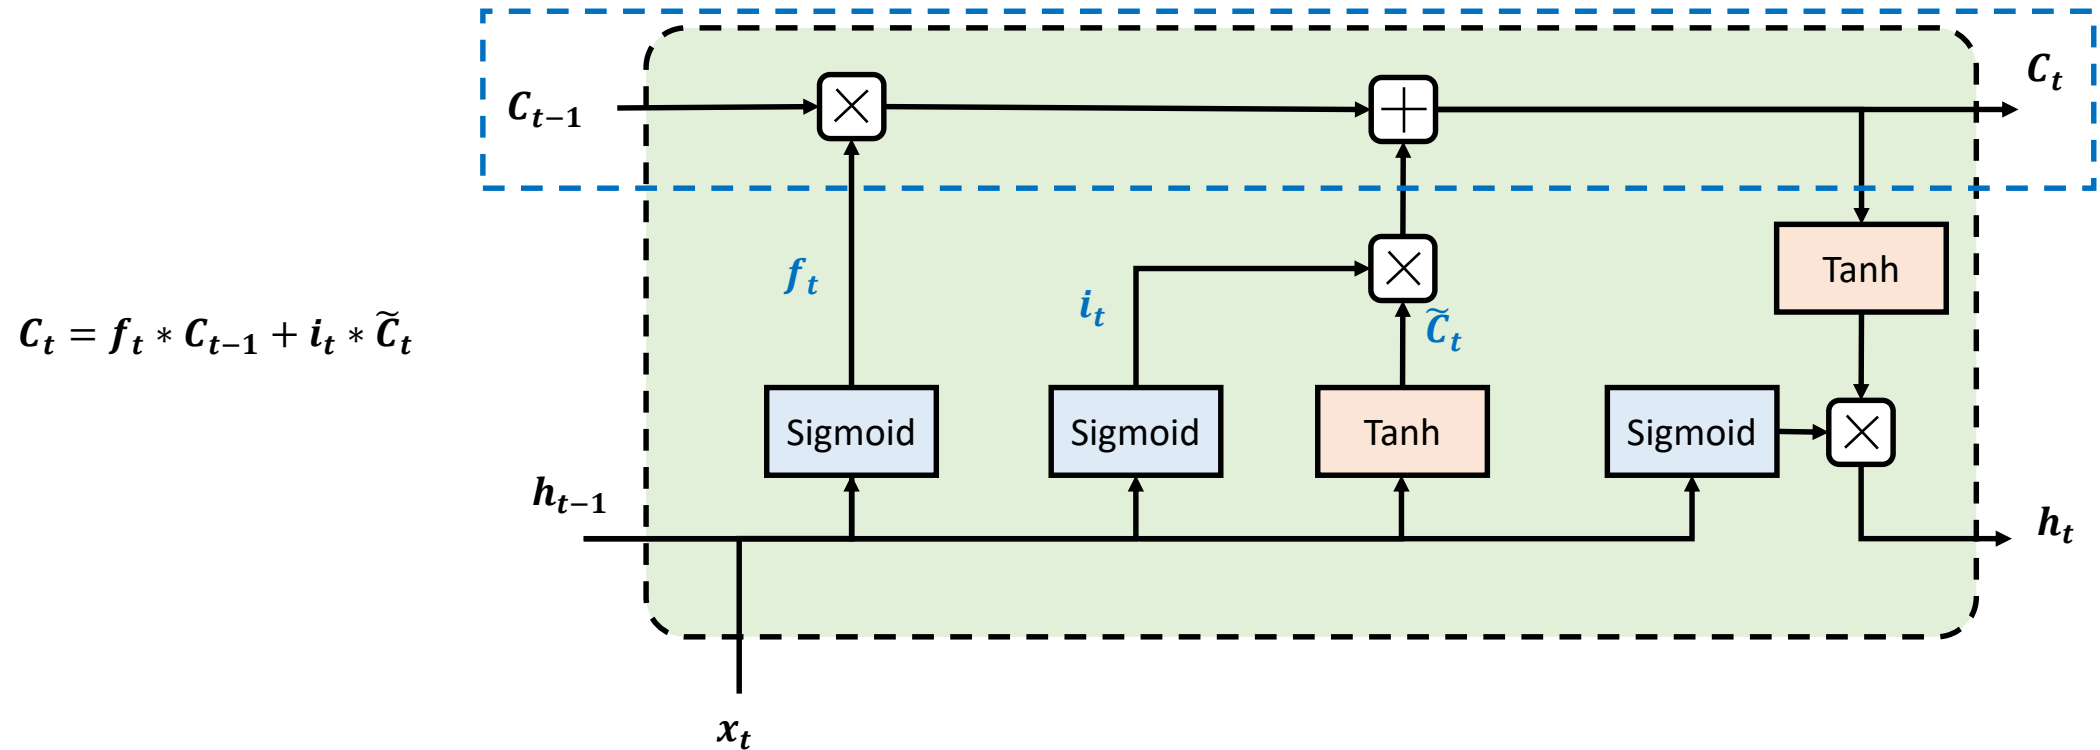 C_t
C_{t−1}
f_t
Tanh
i_t
C̃_t
C_t = f_t * C_{t−1} + i_t * C̃_t
Sigmoid
Sigmoid
Tanh
Sigmoid
h_{t−1}
h_t
x_t